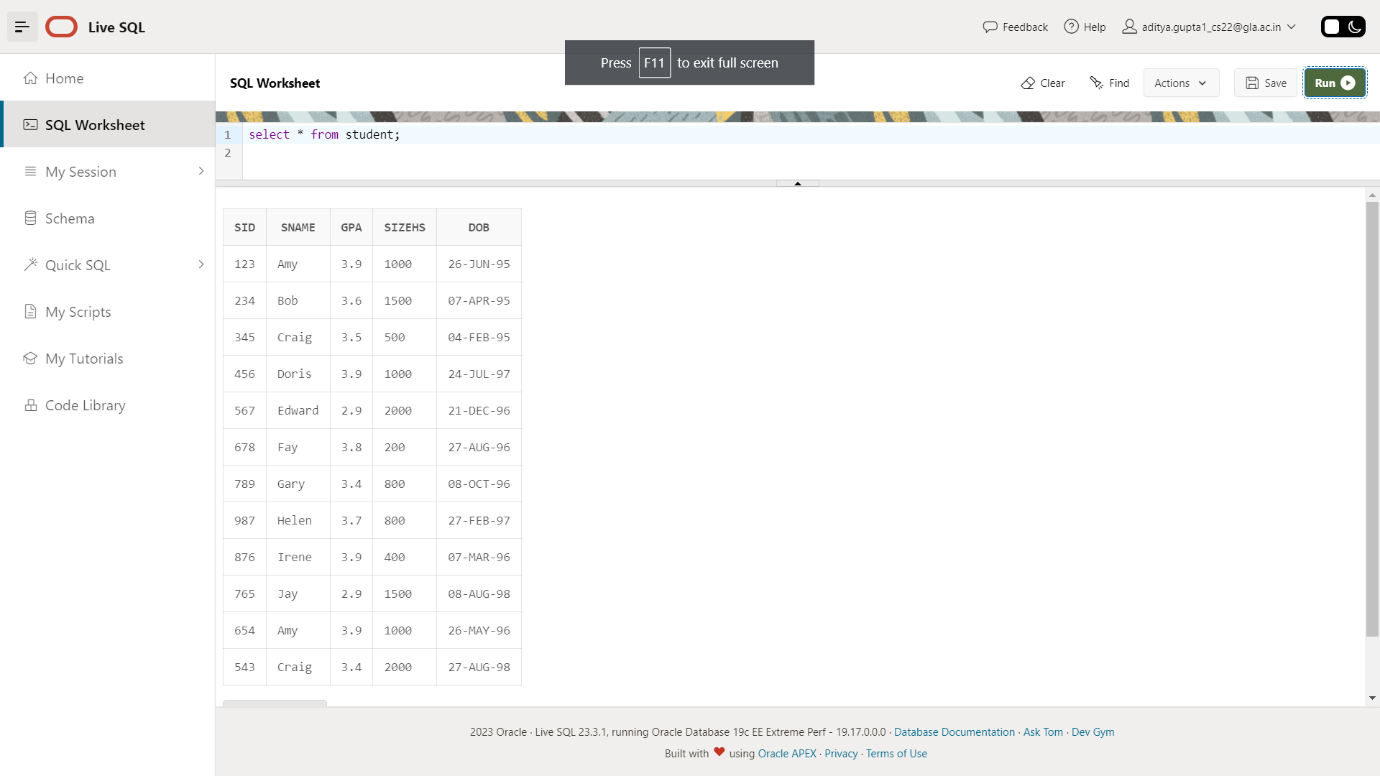 Live SQL
Feedback Help aditya.gupta1_cs22@gla.ac.in
Press F11 to exit full screen
Home
SQL Worksheet
My Session
Schema
Quick SQL
My Scripts
My Tutorials
Code Library
SQL Worksheet
Clear Find Actions Save Run
1 select * from student;
2
SID SNAME GPA SIZEHS DOB
123 Amy 3.9 1000 26-JUN-95
234 Bob 3.6 1500 07-APR-95
345 Craig 3.5 500 04-FEB-95
456 Doris 3.9 1000 24-JUL-97
567 Edward 2.9 2000 21-DEC-96
678 Fay 3.8 200 27-AUG-96
789 Gary 3.4 800 08-OCT-96
987 Helen 3.7 800 27-FEB-97
876 Irene 3.9 400 07-MAR-96
765 Jay 2.9 1500 08-AUG-98
654 Amy 3.9 1000 26-MAY-96
543 Craig 3.4 2000 27-AUG-98
2023 Oracle · Live SQL 23.3.1, running Oracle Database 19c EE Extreme Perf - 19.17.0.0.0 · Database Documentation · Ask Tom · Dev Gym
Built with ❤ using Oracle APEX · Privacy · Terms of Use